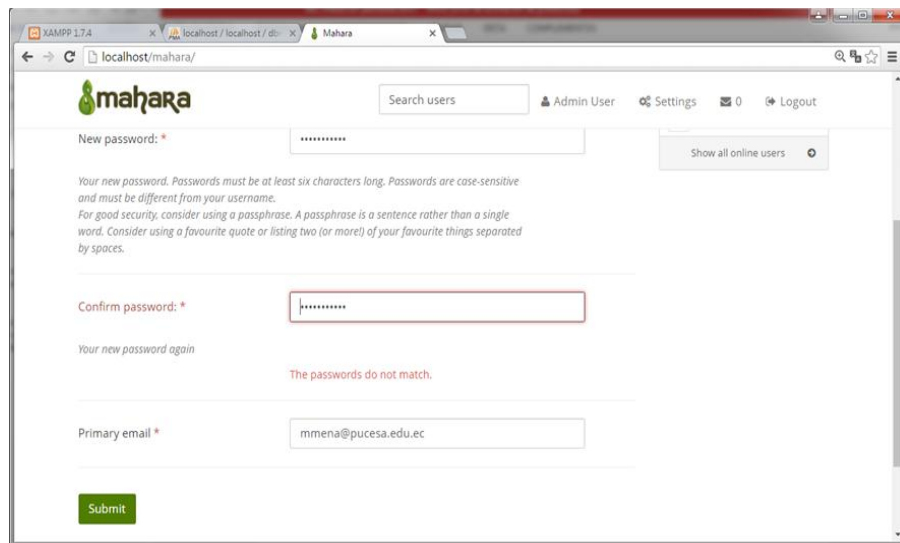 XAMPP 1.7.4
localhost / localhost / db
Mahara
localhost/mahara/
mahara
Search users
Admin User
Settings
0
Logout
New password: *
•••••••••••
Show all online users
Your new password. Passwords must be at least six characters long. Passwords are case-sensitive
and must be different from your username.
For good security, consider using a passphrase. A passphrase is a sentence rather than a single
word. Consider using a favourite quote or listing two (or more!) of your favourite things separated
by spaces.
Confirm password: *
•••••••••••
Your new password again
The passwords do not match.
Primary email *
mmena@pucesa.edu.ec
Submit